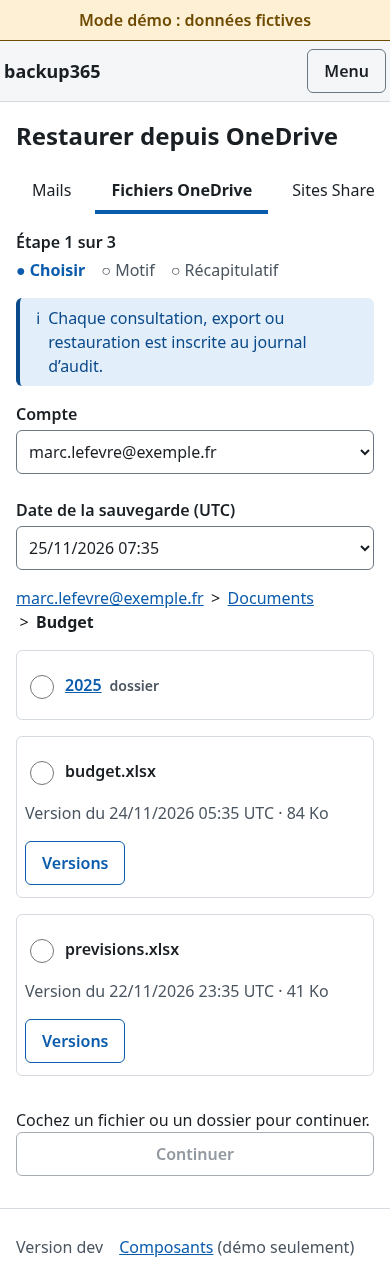 Mode démo : données fictives
backup365
Menu
Restaurer depuis OneDrive
Mails
Fichiers OneDrive
Sites Share
Étape 1 sur 3
● Choisir ○ Motif ○ Récapitulatif
i Chaque consultation, export ou
restauration est inscrite au journal
d’audit.
Compte
marc.lefevre@exemple.fr
Date de la sauvegarde (UTC)
25/11/2026 07:35
marc.lefevre@exemple.fr > Documents
> Budget
2025 dossier
budget.xlsx
Version du 24/11/2026 05:35 UTC · 84 Ko
Versions
previsions.xlsx
Version du 22/11/2026 23:35 UTC · 41 Ko
Versions
Cochez un fichier ou un dossier pour continuer.
Continuer
Version dev Composants (démo seulement)